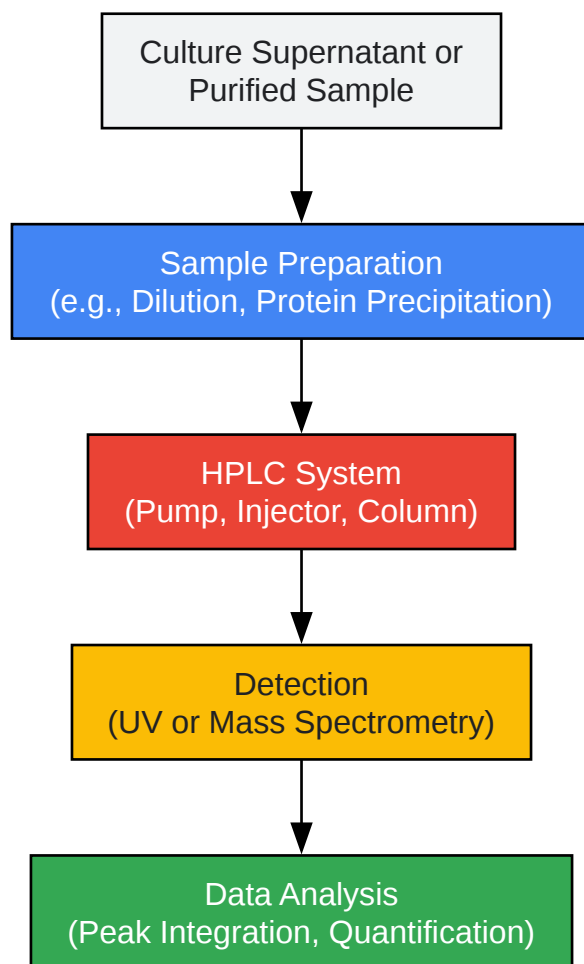 Culture Supernatant or
Purified Sample
Sample Preparation
(e.g., Dilution, Protein Precipitation)
HPLC System
(Pump, Injector, Column)
Detection
(UV or Mass Spectrometry)
Data Analysis
(Peak Integration, Quantification)